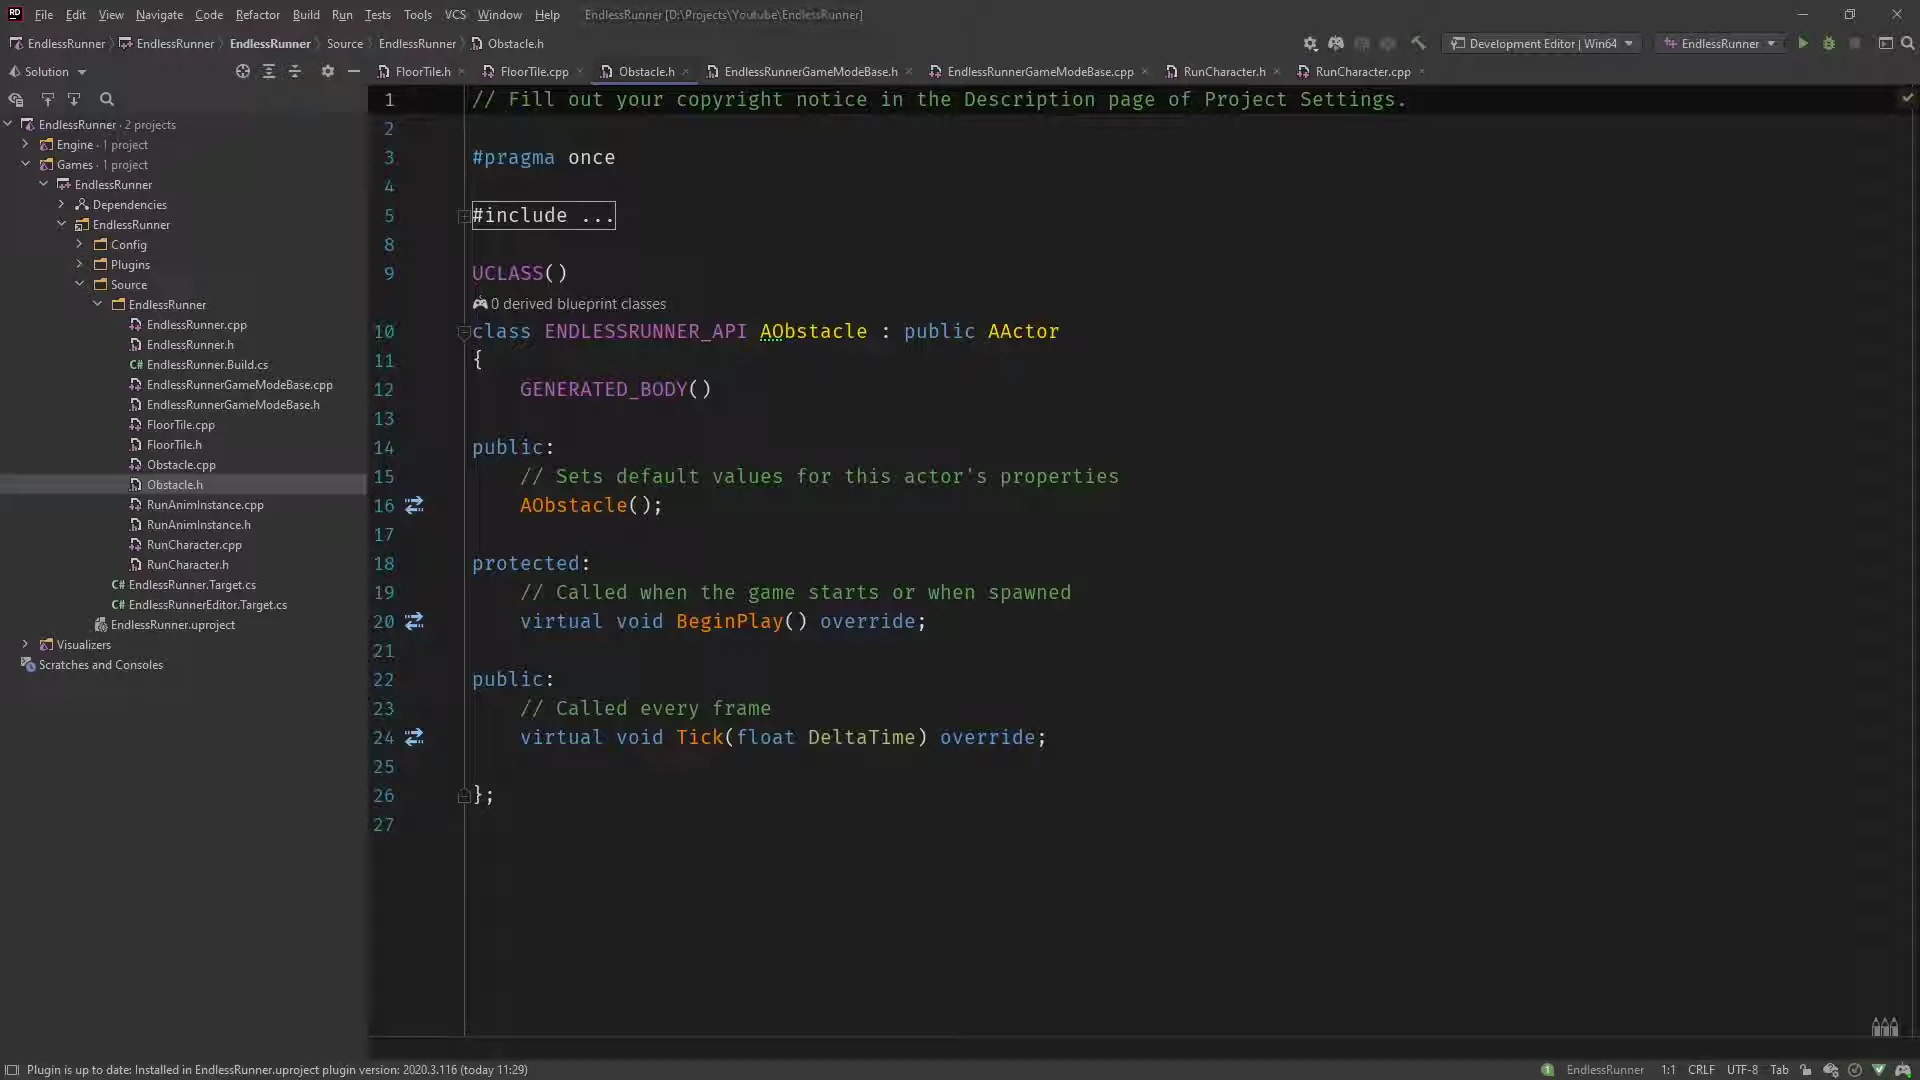 RD File Edit View Navigate Code Refactor Build Run Tests Tools VCS Window Help EndlessRunner [D:\Projects\Youtube\EndlessRunner]
EndlessRunner EndlessRunner EndlessRunner Source EndlessRunner Obstacle.h Development Editor | Win64 EndlessRunner
Solution FloorTile.h FloorTile.cpp Obstacle.h EndlessRunnerGameModeBase.h EndlessRunnerGameModeBase.cpp RunCharacter.h RunCharacter.cpp
EndlessRunner · 2 projects
Engine · 1 project
Games · 1 project
EndlessRunner
Dependencies
EndlessRunner
Config
Plugins
Source
EndlessRunner
EndlessRunner.cpp
EndlessRunner.h
C# EndlessRunner.Build.cs
EndlessRunnerGameModeBase.cpp
EndlessRunnerGameModeBase.h
FloorTile.cpp
FloorTile.h
Obstacle.cpp
Obstacle.h
RunAnimInstance.cpp
RunAnimInstance.h
RunCharacter.cpp
RunCharacter.h
C# EndlessRunner.Target.cs
C# EndlessRunnerEditor.Target.cs
EndlessRunner.uproject
Visualizers
Scratches and Consoles
1 // Fill out your copyright notice in the Description page of Project Settings.
2
3 #pragma once
4
5 #include ...
8
9 UCLASS()
0 derived blueprint classes
10 class ENDLESSRUNNER_API AObstacle : public AActor
11 {
12 GENERATED_BODY()
13
14 public:
15 // Sets default values for this actor's properties
16 AObstacle();
17
18 protected:
19 // Called when the game starts or when spawned
20 virtual void BeginPlay() override;
21
22 public:
23 // Called every frame
24 virtual void Tick(float DeltaTime) override;
25
26 };
27
Plugin is up to date: Installed in EndlessRunner.uproject plugin version: 2020.3.116 (today 11:29) 1 EndlessRunner 1:1 CRLF UTF-8 Tab